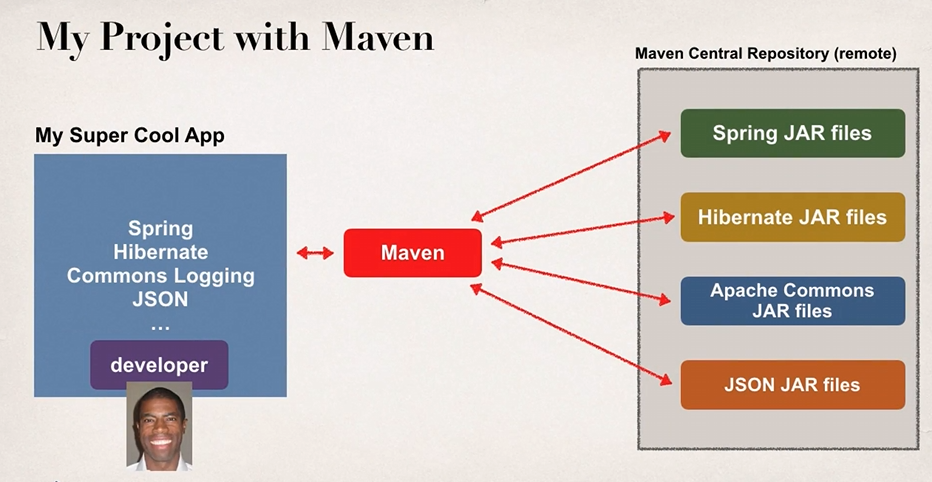 My Project with Maven
Maven Central Repository (remote)
My Super Cool App
Spring
Hibernate
Commons Logging
JSON
...
developer
Maven
Spring JAR files
Hibernate JAR files
Apache Commons
JAR files
JSON JAR files